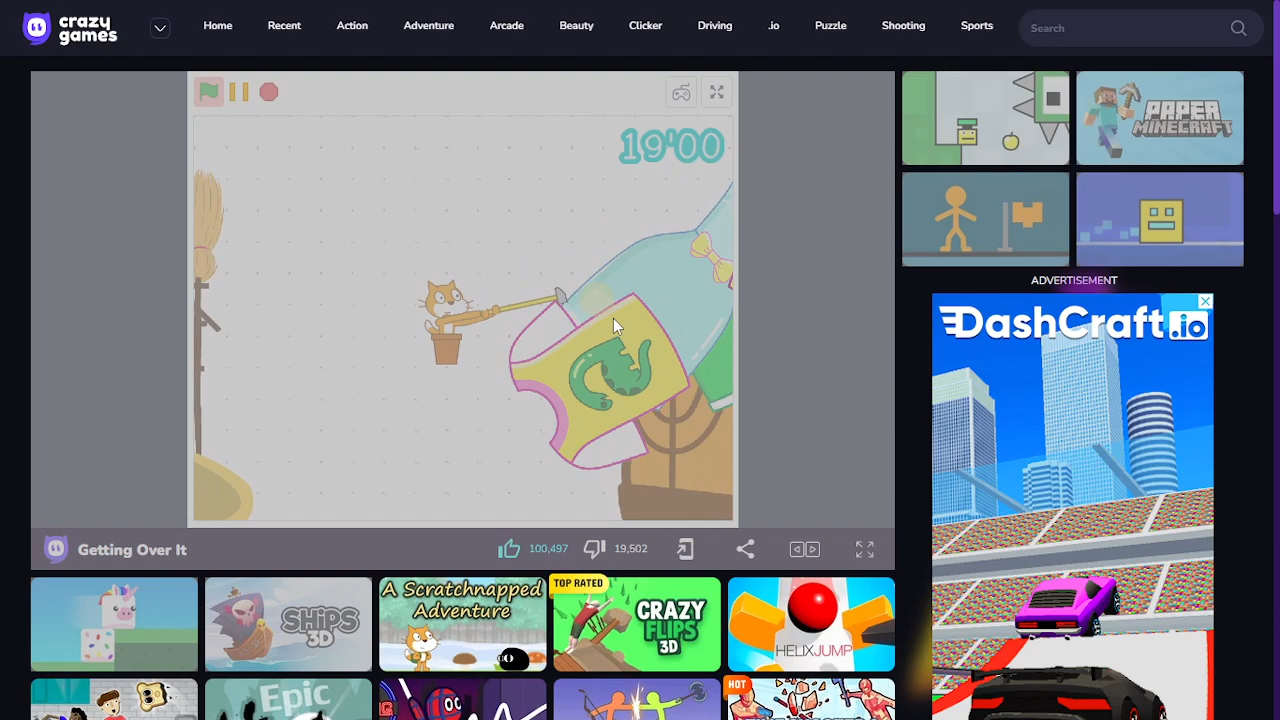 crazy games
Home
Recent
Action
Adventure
Arcade
Beauty
Clicker
Driving
.io
Puzzle
Shooting
Sports
Search
19'00
PAPER
MINECRAFT
ADVERTISEMENT
DashCraft.io
Getting Over It
100,497
19,502
SHIPS
3D
A Scratchnapped
Adventure
TOP RATED
CRAZY
FLIPS
3D
HELIX JUMP
Epic
HOT